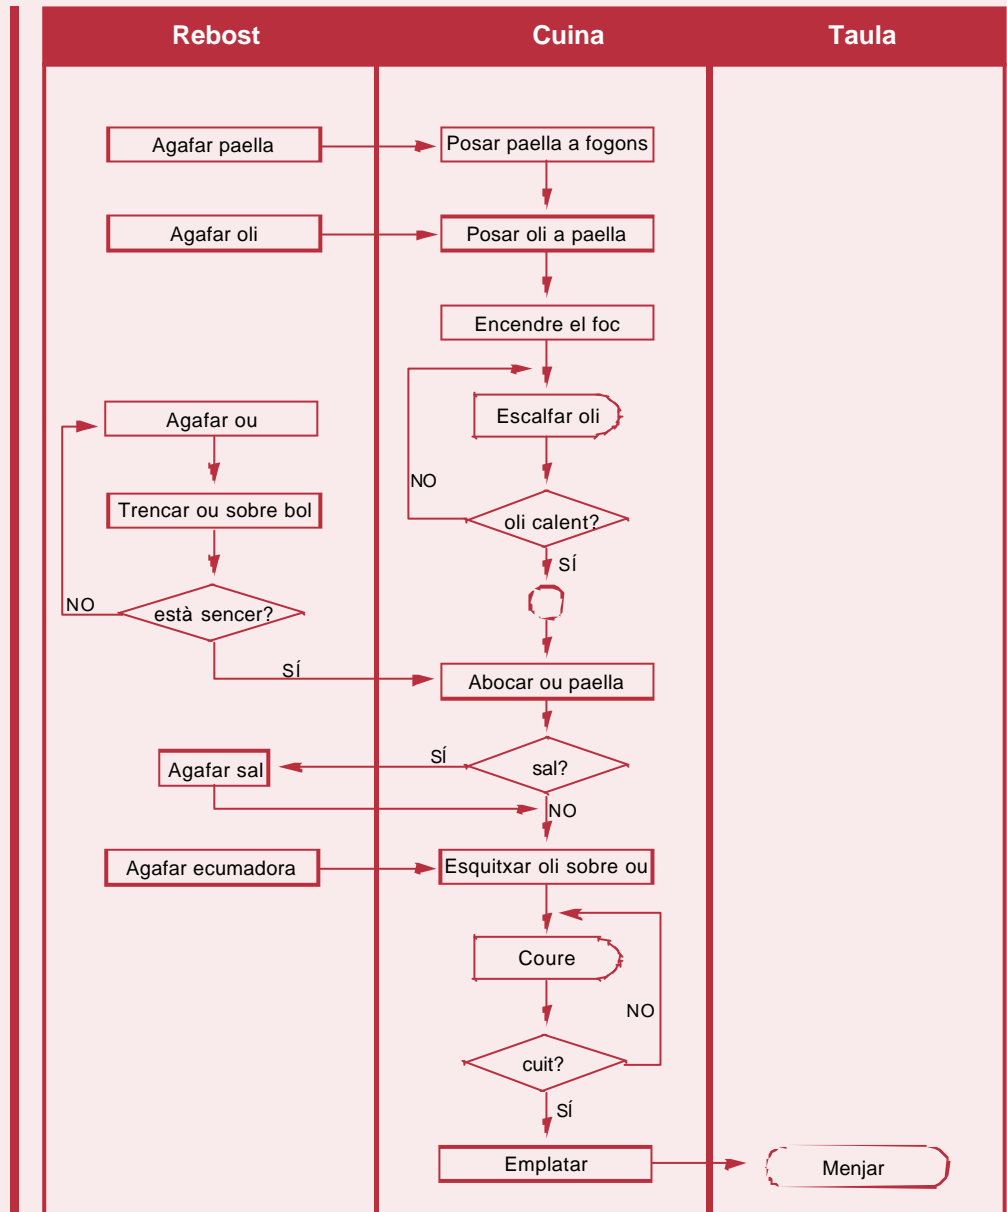 Rebost
Cuina
Taula
Agafar paella
Posar paella a fogons
Agafar oli
Posar oli a paella
Encendre el foc
Escalfar oli
Agafar ou
NO
Trencar ou sobre bol
oli calent?
SÍ
NO
està sencer?
SÍ
Abocar ou paella
SÍ
sal?
Agafar sal
NO
Agafar ecumadora
Esquitxar oli sobre ou
Coure
NO
cuit?
SÍ
Emplatar
Menjar